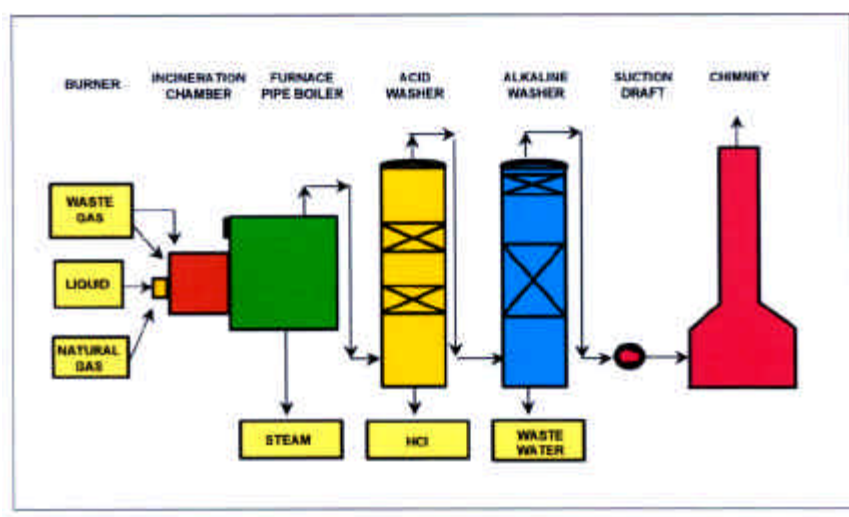 BURNER
INCINERATION
CHAMBER
FURNACE
PIPE BOILER
ACID
WASHER
ALKALINE
WASHER
SUCTION
DRAFT
CHIMNEY
WASTE
GAS
LIQUID
NATURAL
GAS
STEAM
HCl
WASTE
WATER